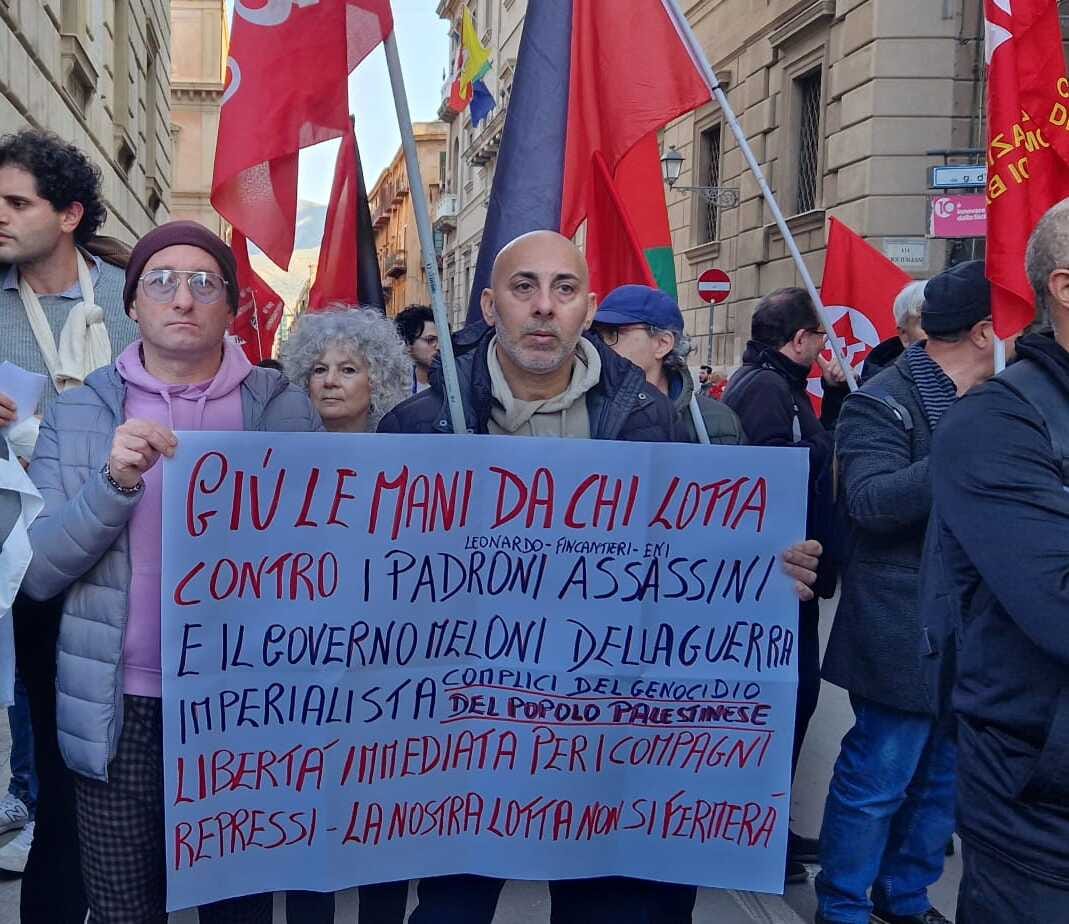 GIÚ LE MANI DA CHI LOTTA
LEONARDO - FINCANTIERI - ENI
CONTRO I PADRONI ASSASSINI
E IL GOVERNO MELONI DELLA GUERRA
IMPERIALISTA COMPLICI DEL GENOCIDIO
DEL POPOLO PALESTINESE
LIBERTÀ IMMEDIATA PER I COMPAGNI
REPRESSI - LA NOSTRA LOTTA NON SI FERMERÀ